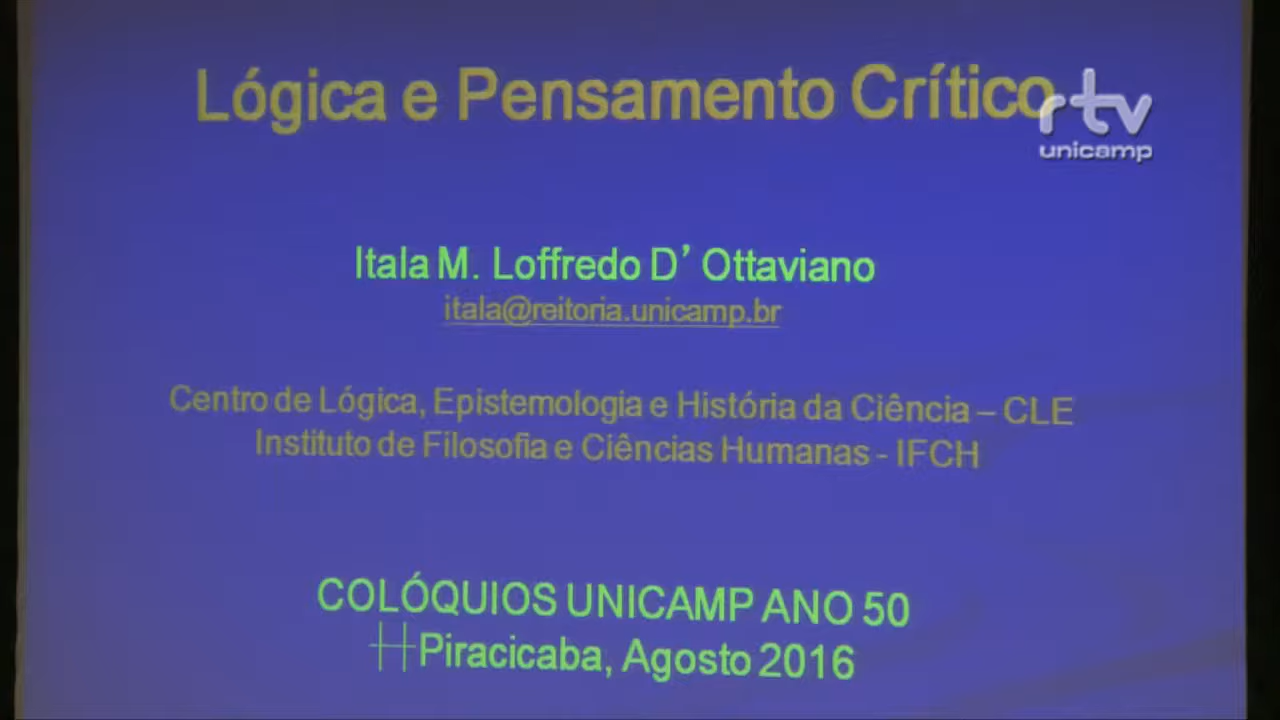 Lógica e Pensamento Crítico
rtv
unicamp
Itala M. Loffredo D’ Ottaviano
itala@reitoria.unicamp.br
Centro de Lógica, Epistemologia e História da Ciência – CLE
Instituto de Filosofia e Ciências Humanas - IFCH
COLÓQUIOS UNICAMP ANO 50
Piracicaba, Agosto 2016